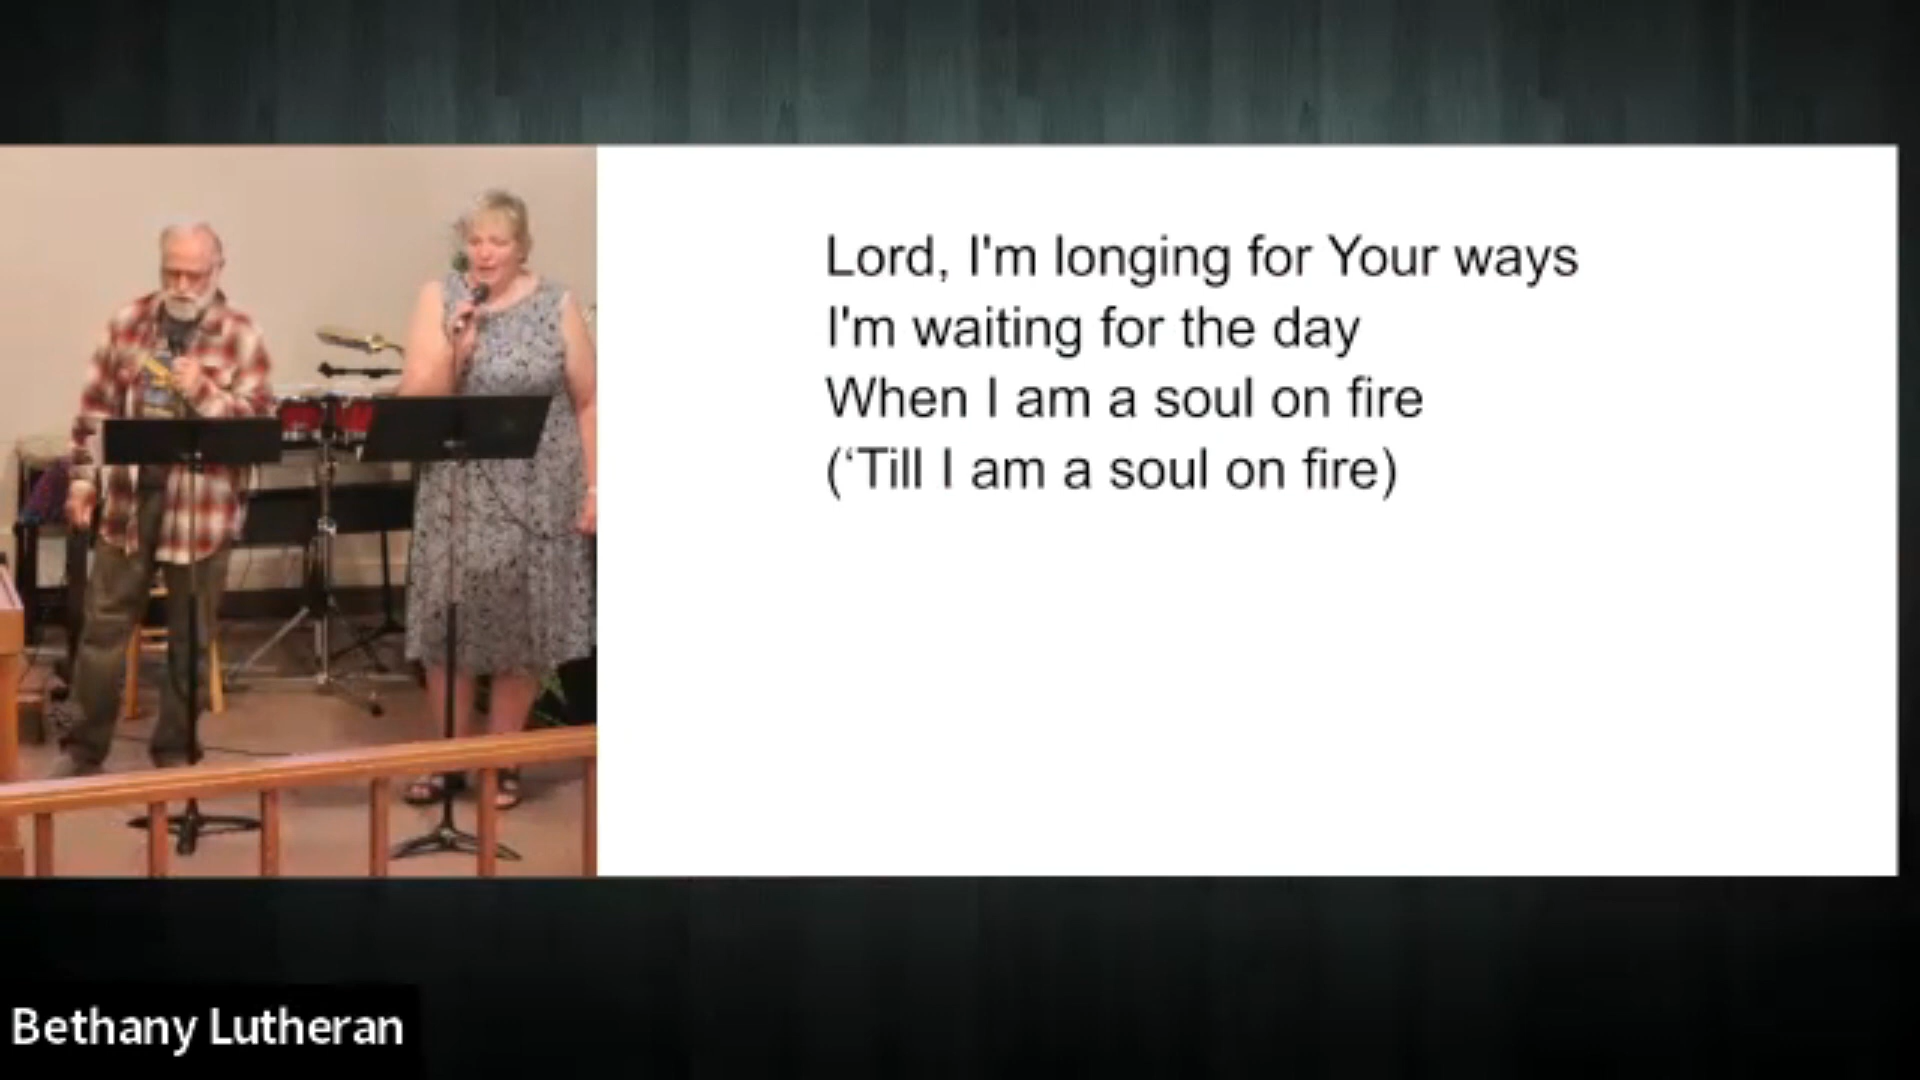 Lord, I'm longing for Your ways
I'm waiting for the day
When I am a soul on fire
(‘Till I am a soul on fire)
Bethany Lutheran